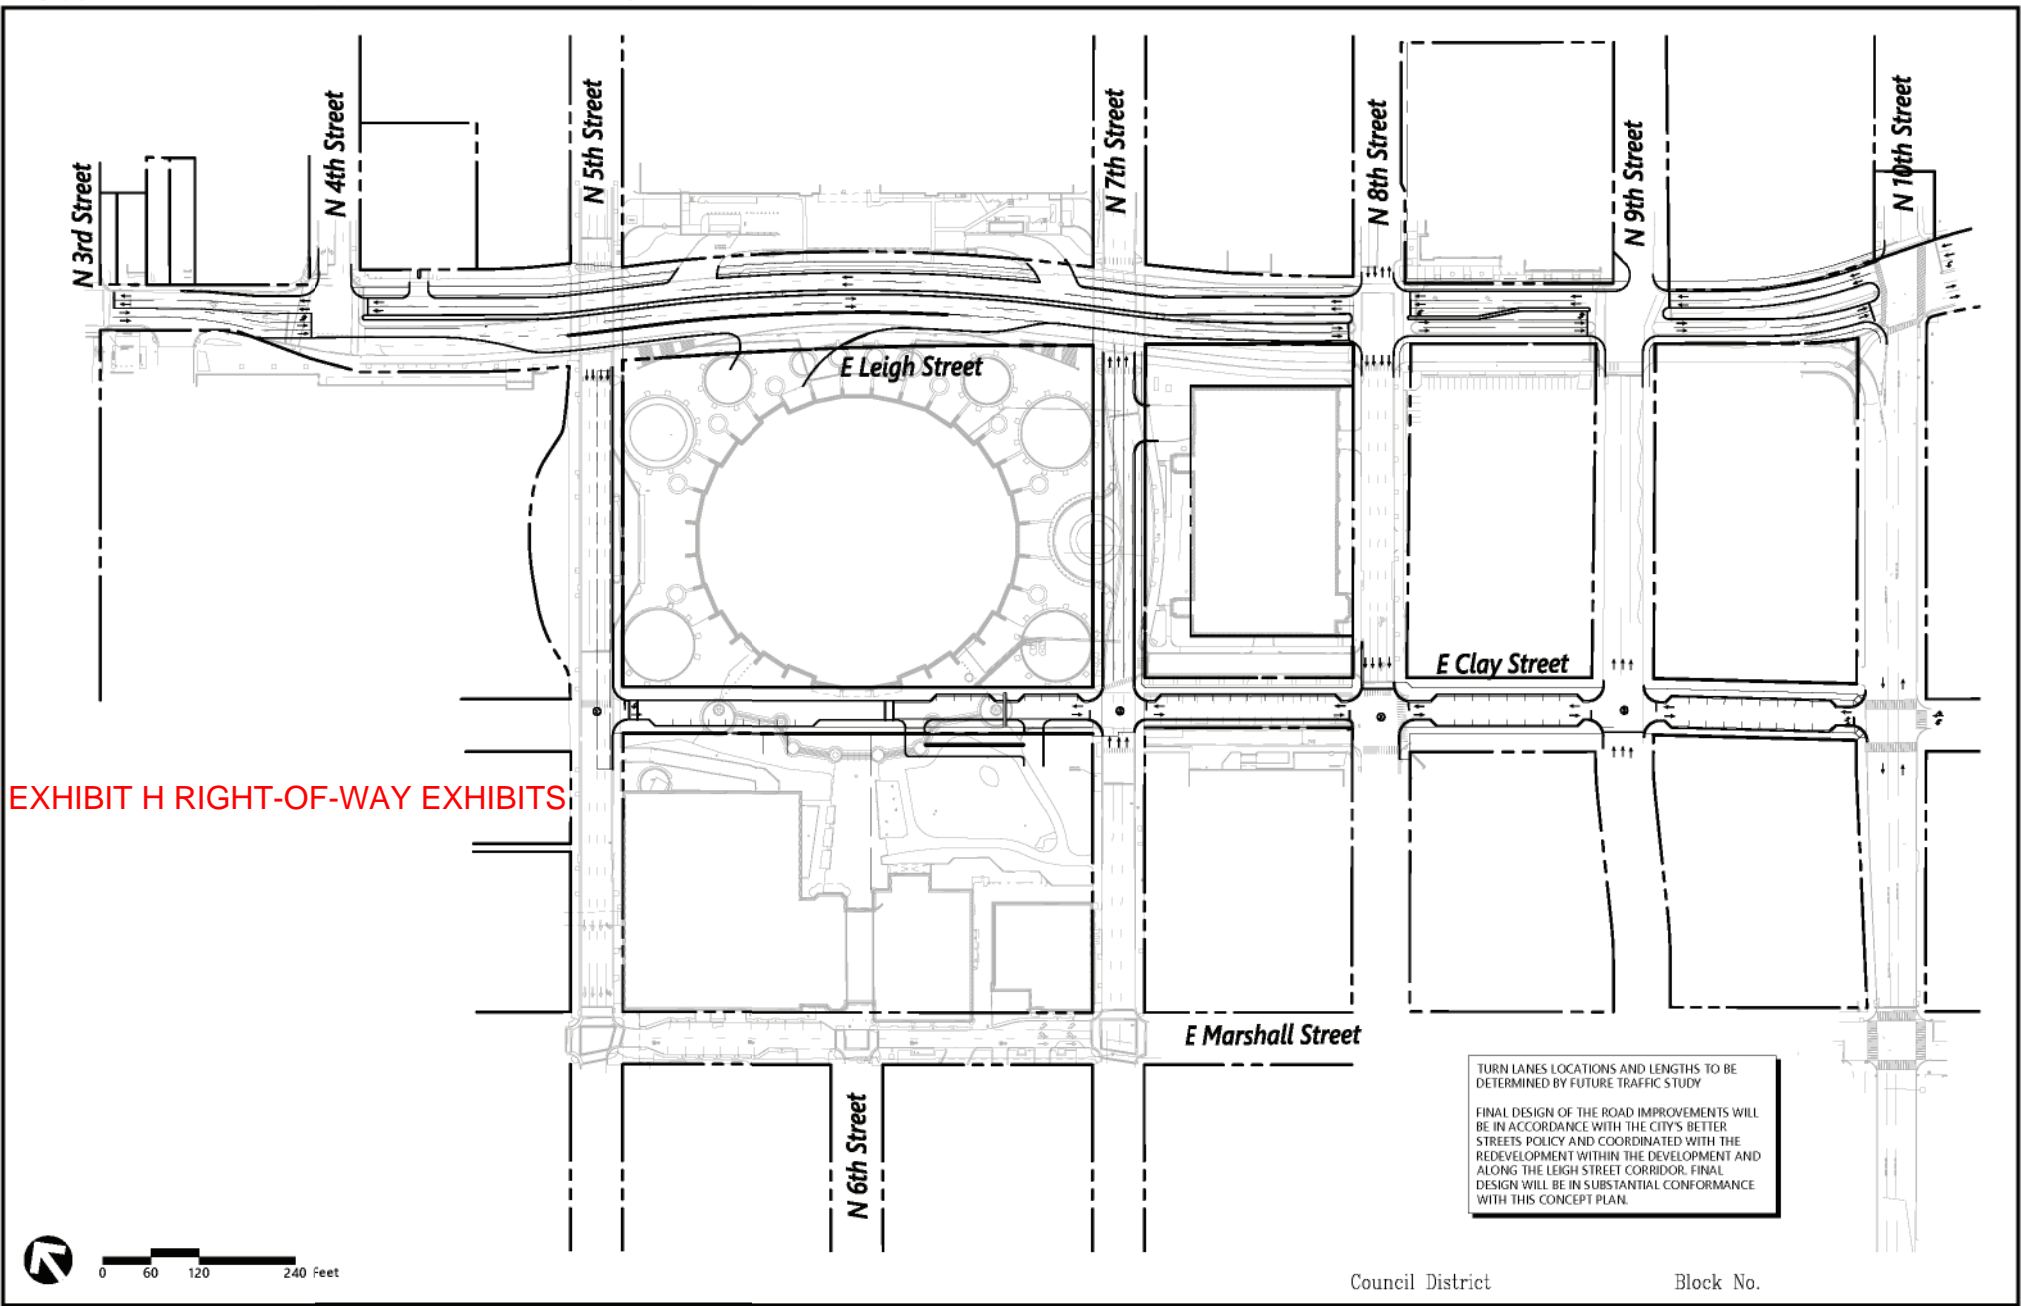 N 3rd Street
N 4th Street
N 5th Street
N 7th Street
N 8th Street
N 9th Street
N 10th Street
E Leigh Street
E Clay Street
EXHIBIT H RIGHT-OF-WAY EXHIBITS
E Marshall Street
N 6th Street
TURN LANES LOCATIONS AND LENGTHS TO BE
DETERMINED BY FUTURE TRAFFIC STUDY
FINAL DESIGN OF THE ROAD IMPROVEMENTS WILL
BE IN ACCORDANCE WITH THE CITY'S BETTER
STREETS POLICY AND COORDINATED WITH THE
REDEVELOPMENT WITHIN THE DEVELOPMENT AND
ALONG THE LEIGH STREET CORRIDOR. FINAL
DESIGN WILL BE IN SUBSTANTIAL CONFORMANCE
WITH THIS CONCEPT PLAN.
0 60 120 240 Feet
Council District Block No.